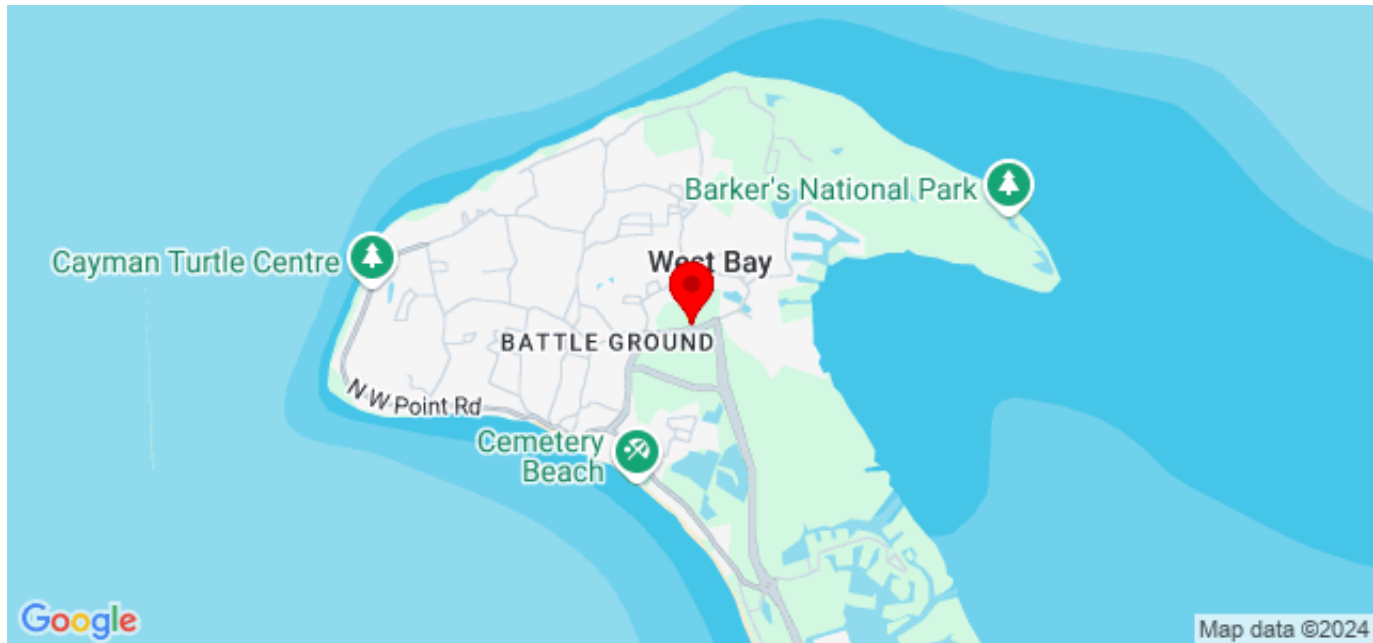 Barker's National Park
Cayman Turtle Centre
West Bay
BATTLE GROUND
N W Point Rd
Cemetery
Beach
Google
Map data ©2024